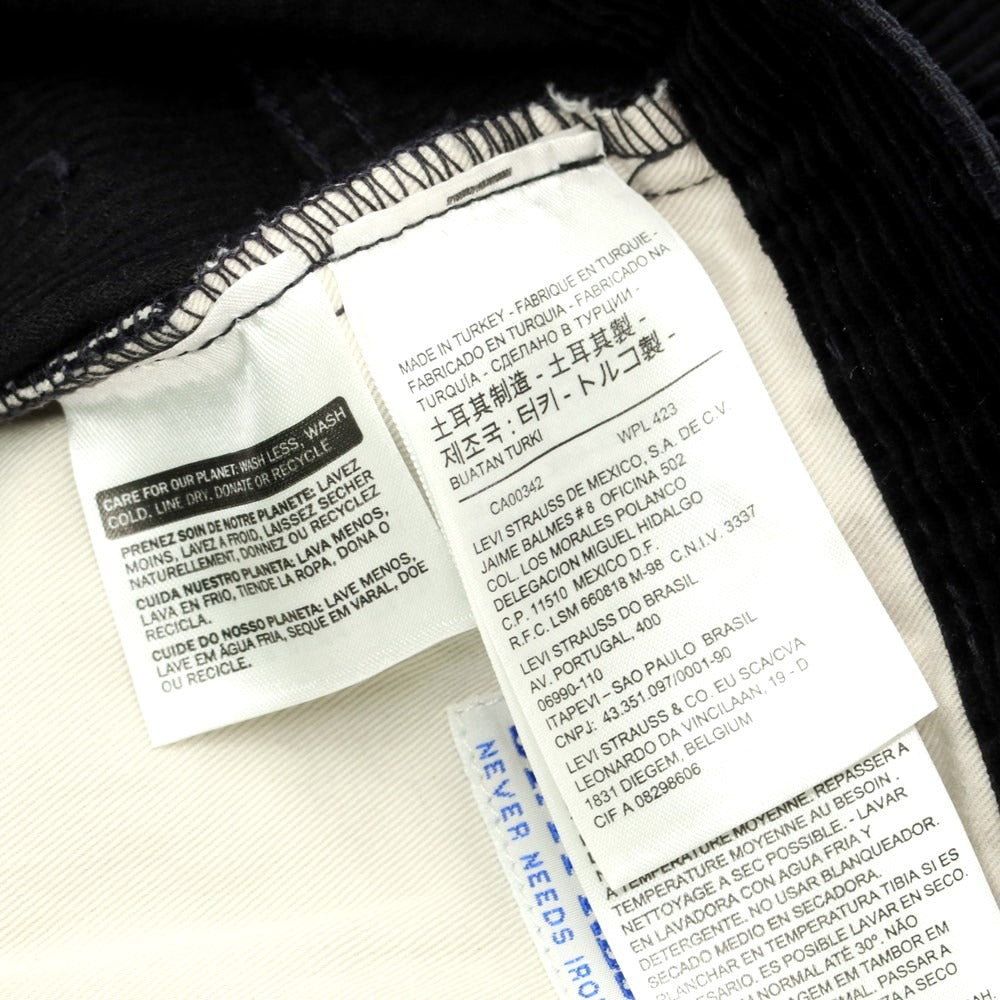 CARE FOR OUR PLANET: WASH LESS, WASH
COLD, LINE DRY, DONATE OR RECYCLE
PRENEZ SOIN DE NOTRE PLANETE: LAVEZ
MOINS, LAVEZ A FROID, LAISSEZ SECHER
NATURELLEMENT, DONNEZ OU RECYCLEZ
CUIDA NUESTRO PLANETA: LAVA MENOS,
LAVA EN FRIO, TIENDE LA ROPA, DONA O
RECICLA.
CUIDE DO NOSSO PLANETA: LAVE MENOS,
LAVE EM ÁGUA FRIA, SEQUE EM VARAL, DOE
OU RECICLE.
MADE IN TURKEY - FABRIQUE EN TURQUIE -
FABRICADO EN TURQUIA - FABRICADO NA
TURQUÍA - СДЕЛАНО В ТУРЦИИ -
土耳其制造 - 土耳其製 -
제조국 : 터키 - トルコ製 -
BUATAN TURKI
CA00342 WPL 423
LEVI STRAUSS DE MEXICO, S.A. DE C.V.
JAIME BALMES # 8 OFICINA 502
COL. LOS MORALES POLANCO
DELEGACION MIGUEL HIDALGO
C.P. 11510 MEXICO D.F.
R.F.C. LSM 660818 M-98 C.N.I.V. 3337
LEVI STRAUSS DO BRASIL
AV. PORTUGAL, 400
06990-110
ITAPEVI – SAO PAULO BRASIL
CNPJ: 43.351.097/0001-90
LEVI STRAUSS & CO. EU SCA/CVA
LEONARDO DA VINCILAAN, 19 - D
1831 DIEGEM, BELGIUM
CIF A 08298606
NEVER NEEDS IRO
A TEMPERATURE MOYENNE. REPASSER A
TEMPERATURE MOYENNE AU BESOIN .
NETTOYAGE A SEC POSSIBLE. - LAVAR
EN LAVADORA CON AGUA FRIA Y
DETERGENTE. NO USAR BLANQUEADOR.
SECADO MEDIO EN SECADORA.
PLANCHAR EN TEMPERATURA TIBIA SI ES
ESARIO. ES POSIBLE LAVAR EN SECO.
NORMAL ATÉ 30º. NÃO
EM TAMBOR EM
MAL. PASSAR A
A SECO